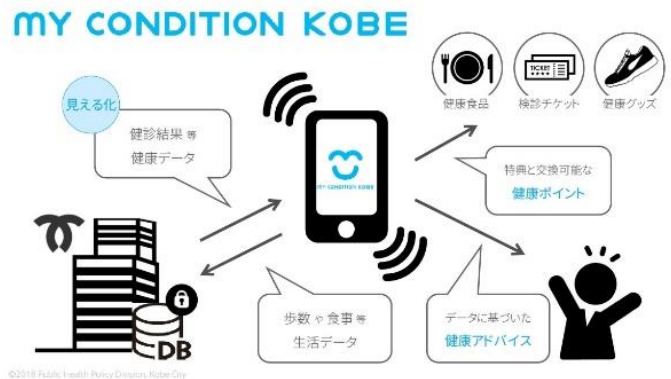 MY CONDITION KOBE
見える化
健診結果 等
健康データ
MY CONDITION KOBE
TICKET
健康食品
検診チケット
健康グッズ
特典と交換可能な
健康ポイント
DB
歩数 や 食事 等
生活データ
データに基づいた
健康アドバイス
©2018 Public Health Policy Division, Kobe City